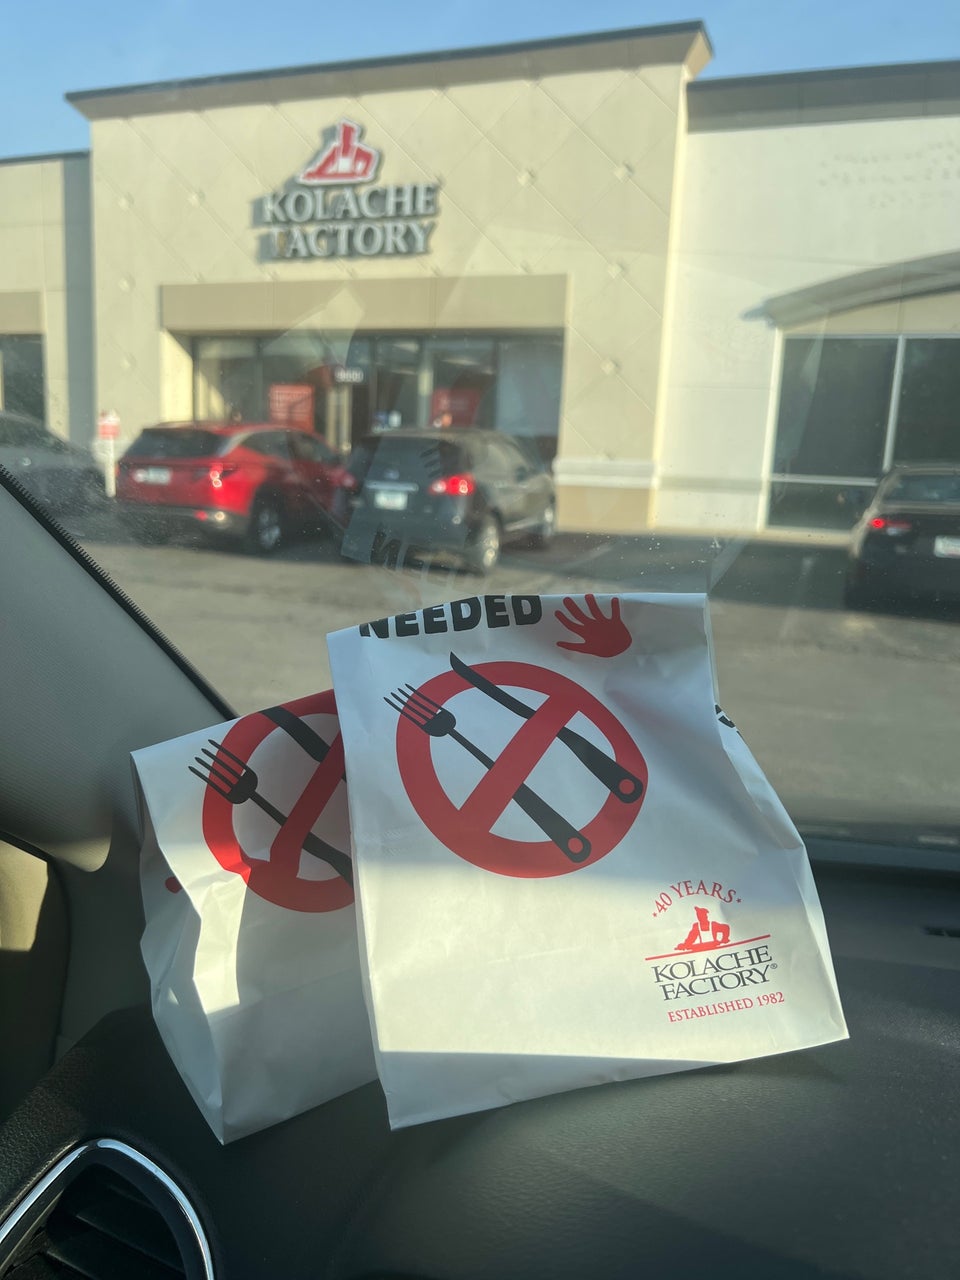 KOLACHE
FACTORY
NEEDED
40 YEARS
KOLACHE
FACTORY®
ESTABLISHED 1982